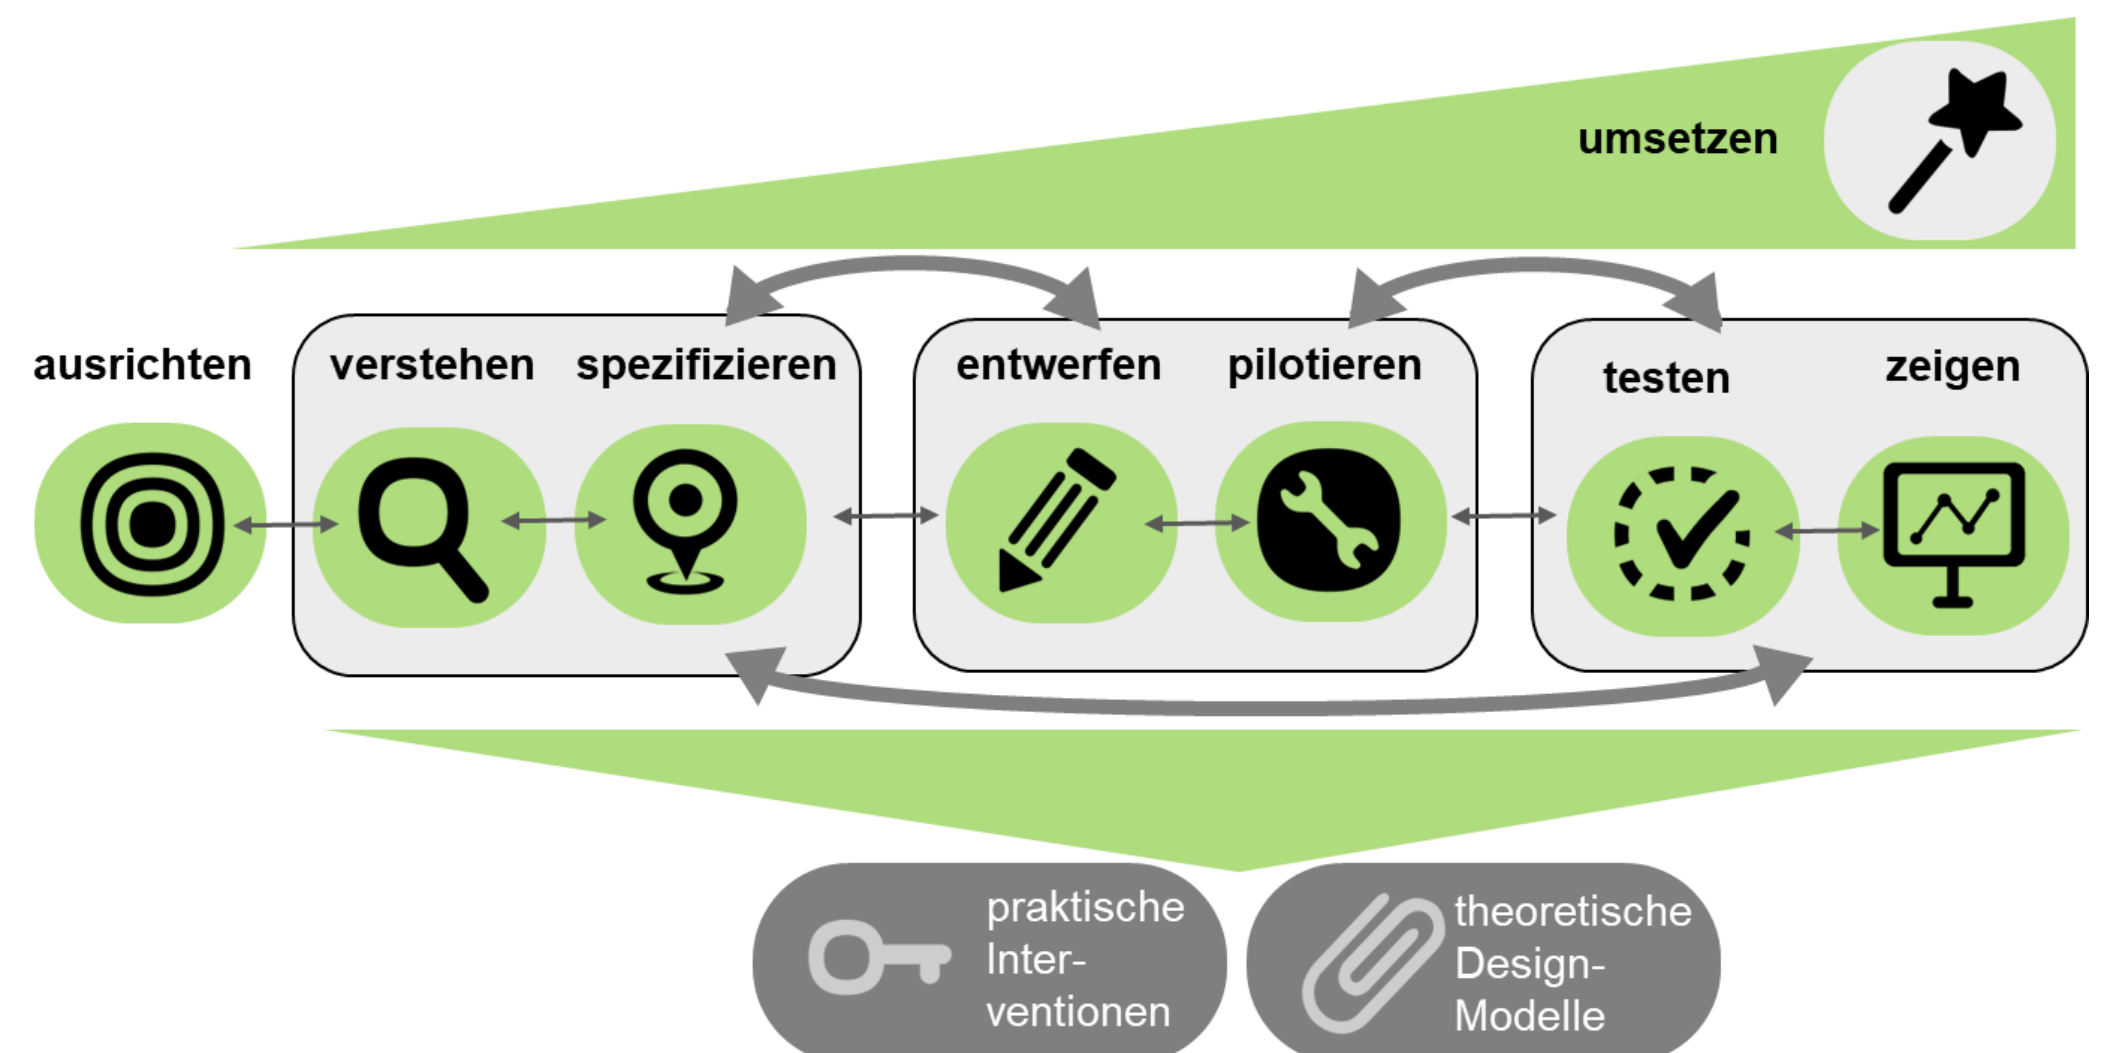 umsetzen
ausrichten
verstehen
spezifizieren
entwerfen
pilotieren
testen
zeigen
praktische
Inter-
ventionen
theoretische
Design-
Modelle